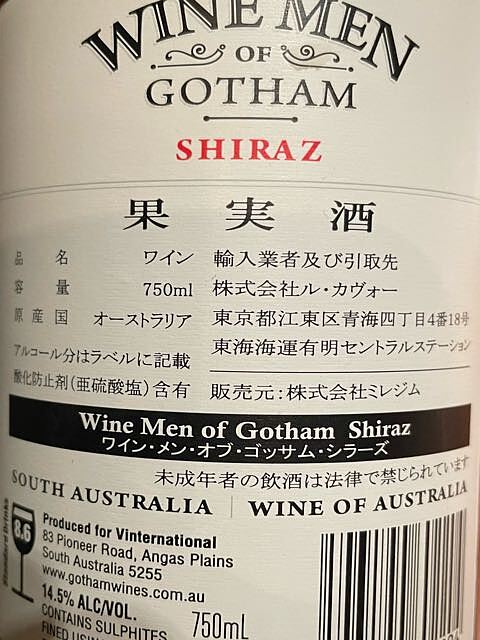 WINE MEN
OF
GOTHAM
SHIRAZ
果実酒
品名 ワイン
容量 750ml
原産国 オーストラリア
アルコール分はラベルに記載
酸化防止剤(亜硫酸塩)含有
輸入業者及び引取先
株式会社ル・カヴォー
東京都江東区青海四丁目4番18号
東海海運有明セントラルステーション
販売元:株式会社ミレジム
Wine Men of Gotham Shiraz
ワイン・メン・オブ・ゴッサム・シラーズ
未成年者の飲酒は法律で禁じられています
SOUTH AUSTRALIA | WINE OF AUSTRALIA
Standard Drinks
8.6
Produced for Vinternational
83 Pioneer Road, Angas Plains
South Australia 5255
www.gothamwines.com.au
14.5% ALC/VOL.
750mL
CONTAINS SULPHITES
FINED USING